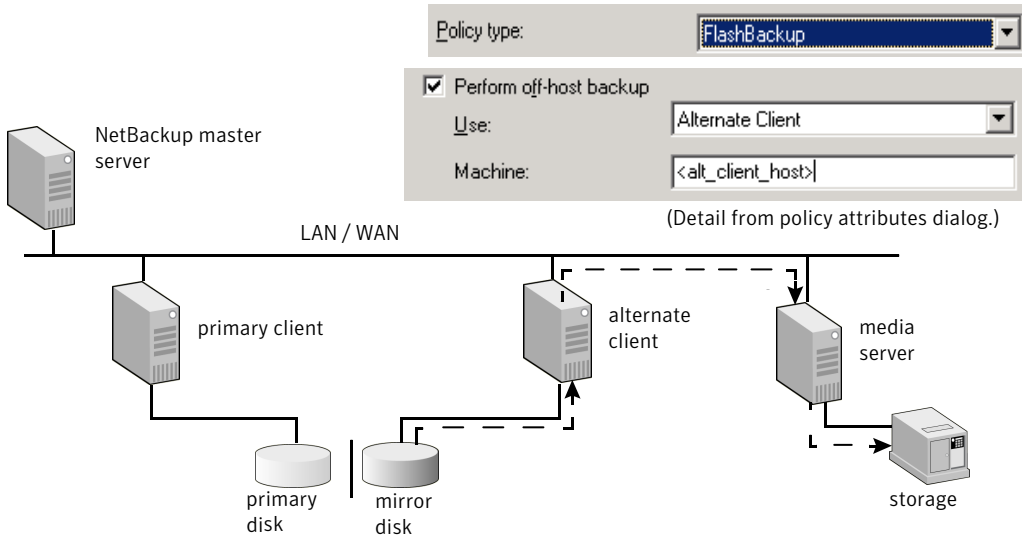 Policy type:
FlashBackup
Perform off-host backup
Use:
Alternate Client
Machine:
<alt_client_host>
(Detail from policy attributes dialog.)
NetBackup master
server
LAN / WAN
primary client
alternate
client
media
server
primary
disk
mirror
disk
storage